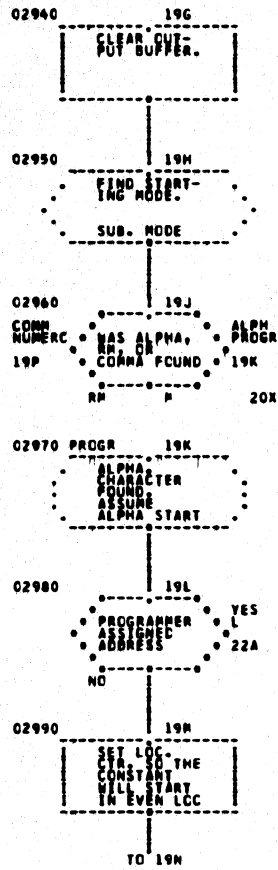 02940 19G
CLEAR OUT-
PUT BUFFER.
02950 19H
FIND START-
ING MODE.
SUB. MODE
02960 19J
COMM ALPH
NUMERC WAS ALPHA, PROGR
RM, OR
19P COMMA FOUND 19K
RM M 20X
02970 PROGR 19K
ALPHA.
CHARACTER
FOUND.
ASSUME
ALPHA START
02980 19L
YES
PROGRAMMER L
ASSIGNED
ADDRESS 22A
NO
02990 19M
SET LOC.
CTR. SO THE
CONSTANT
WILL START
IN EVEN LCC
TO 19N